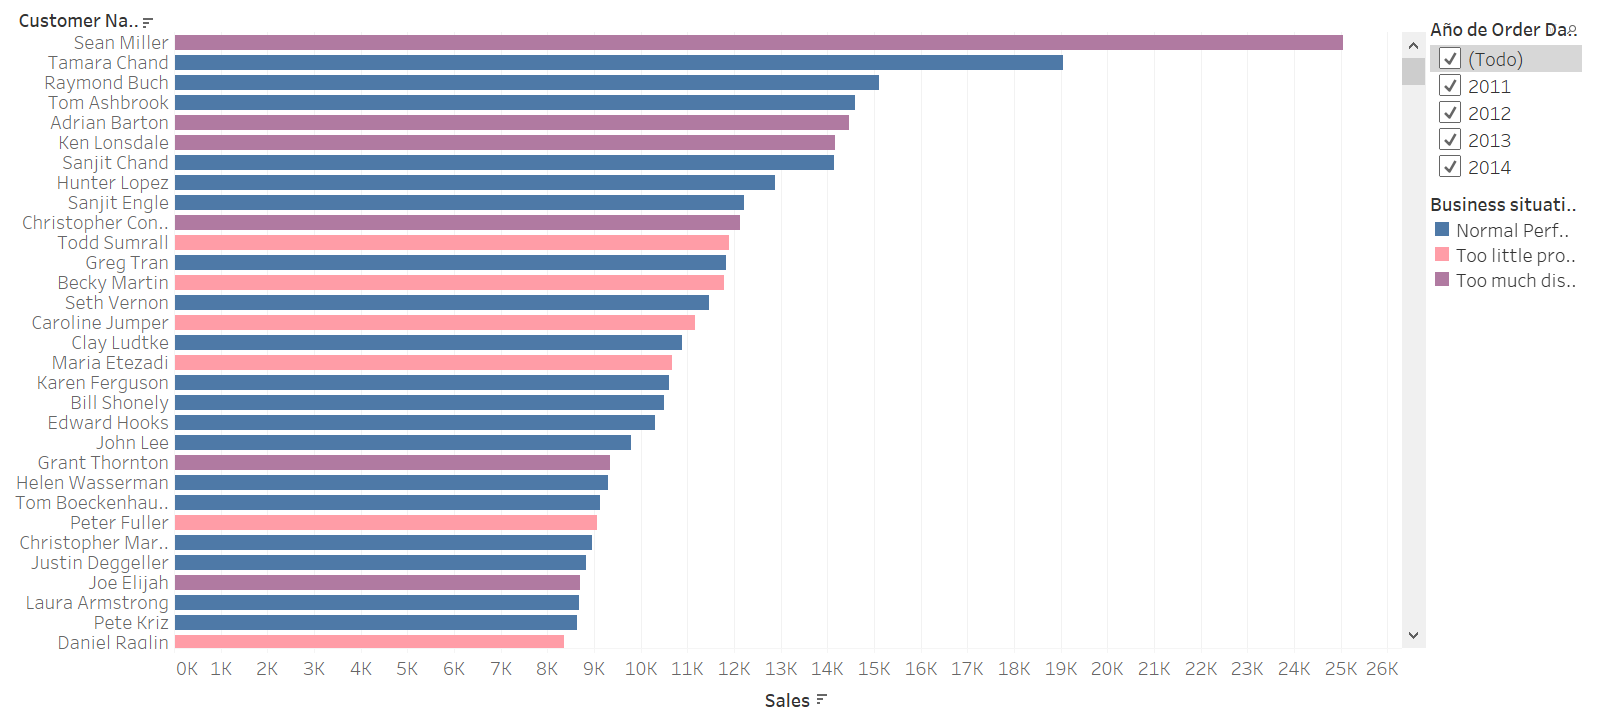 Customer Na..
Sean Miller
Tamara Chand
Raymond Buch
Tom Ashbrook
Adrian Barton
Ken Lonsdale
Sanjit Chand
Hunter Lopez
Sanjit Engle
Christopher Con..
Todd Sumrall
Greg Tran
Becky Martin
Seth Vernon
Caroline Jumper
Clay Ludtke
Maria Etezadi
Karen Ferguson
Bill Shonely
Edward Hooks
John Lee
Grant Thornton
Helen Wasserman
Tom Boeckenhau..
Peter Fuller
Christopher Mar..
Justin Deggeller
Joe Elijah
Laura Armstrong
Pete Kriz
Daniel Raglin
0K 1K 2K 3K 4K 5K 6K 7K 8K 9K 10K 11K 12K 13K 14K 15K 16K 17K 18K 19K 20K 21K 22K 23K 24K 25K 26K
Sales
Año de Order Da..
(Todo)
2011
2012
2013
2014
Business situati..
Normal Perf..
Too little pro..
Too much dis..